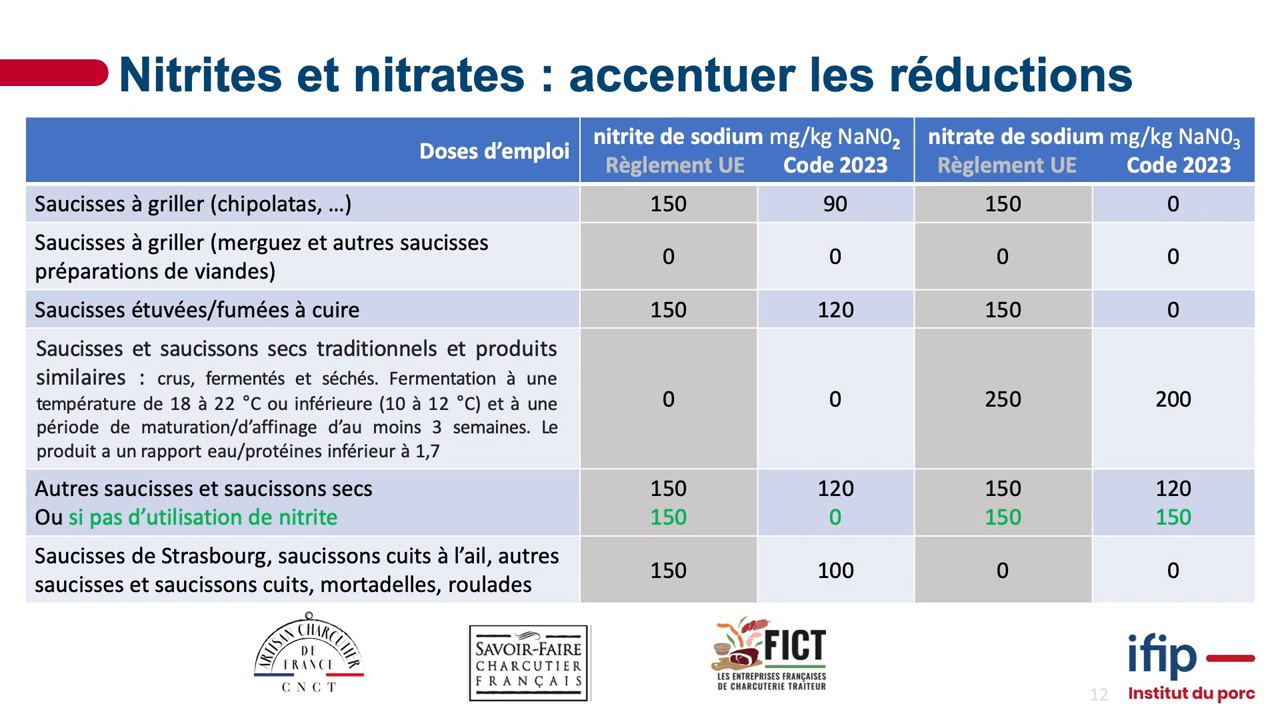 Nitrites et nitrates : accentuer les réductions
Doses d'emploi
nitrite de sodium mg/kg NaN0₂
Règlement UE Code 2023
nitrate de sodium mg/kg NaN0₃
Règlement UE Code 2023
Saucisses à griller (chipolatas, …) 150 90 150 0
Saucisses à griller (merguez et autres saucisses
préparations de viandes) 0 0 0 0
Saucisses étuvées/fumées à cuire 150 120 150 0
Saucisses et saucissons secs traditionnels et produits
similaires : crus, fermentés et séchés. Fermentation à une
température de 18 à 22 °C ou inférieure (10 à 12 °C) et à une
période de maturation/d'affinage d'au moins 3 semaines. Le
produit a un rapport eau/protéines inférieur à 1,7
0 0 250 200
Autres saucisses et saucissons secs 150 120 150 120
Ou si pas d'utilisation de nitrite 150 0 150 150
Saucisses de Strasbourg, saucissons cuits à l'ail, autres
saucisses et saucissons cuits, mortadelles, roulades 150 100 0 0
ARTISAN CHARCUTIER
DE
FRANCE
CNCT
SAVOIR-FAIRE
CHARCUTIER
FRANÇAIS
FICT
LES ENTREPRISES FRANÇAISES
DE CHARCUTERIE TRAITEUR
12
ifip
Institut du porc